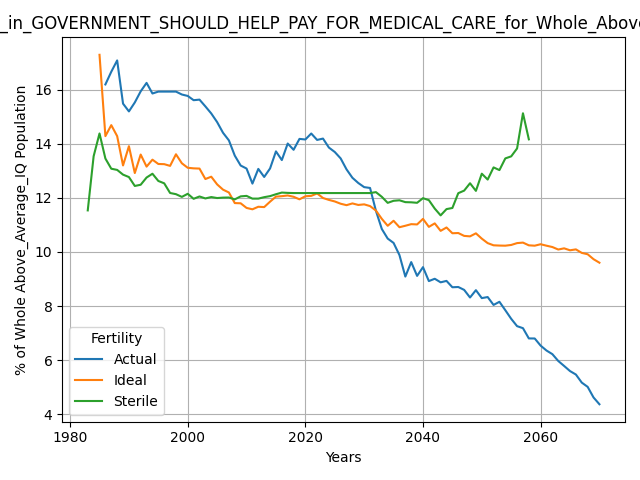 _in_GOVERNMENT_SHOULD_HELP_PAY_FOR_MEDICAL_CARE_for_Whole_Above
% of Whole Above_Average_IQ Population
16
14
12
10
8
6
4
Fertility
Actual
Ideal
Sterile
1980
2000
2020
2040
2060
Years